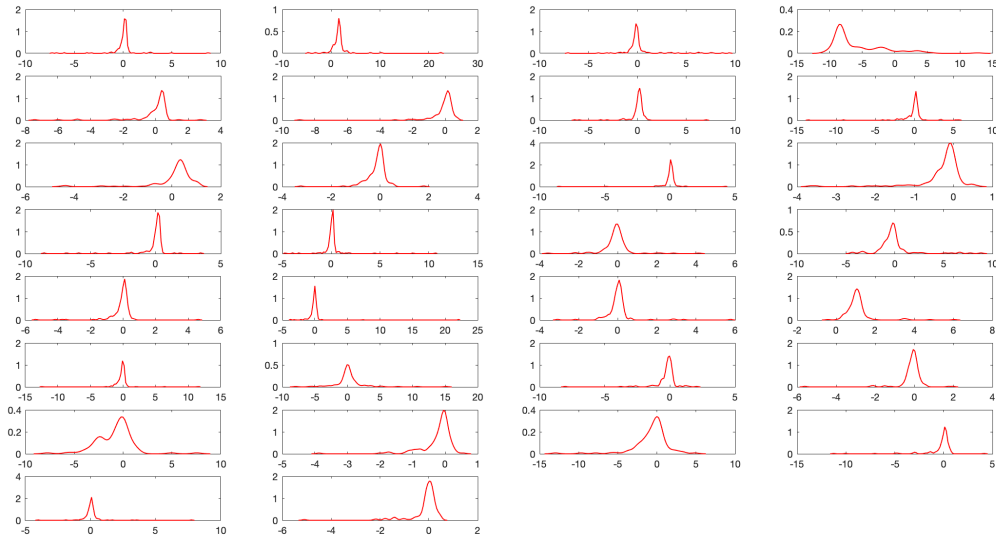 2 2 1 1 0.4
1 1 0.5 1 0.2
0 0 0 0 0
-10 -5 0 5 10 -10 0 10 20 30 -10 -5 0 5 10 -15 -10 -5 0 5 10 15
2 2 2 2
1 1 1 1
0 0 0 0
-8 -6 -4 -2 0 2 4 -10 -8 -6 -4 -2 0 2 -10 -5 0 5 10 -15 -10 -5 0 5 10
2 2 4 2
1 1 2 1
0 0 0 0
-6 -4 -2 0 2 4 -4 -2 0 2 4 -10 -5 0 5 -4 -3 -2 -1 0 1
2 2 2 1
1 1 1 0.5
0 0 0 0
-10 -5 0 5 -5 0 5 10 15 -4 -2 0 2 4 6 -10 -5 0 5 10
2 2 2 2
1 1 1 1
0 0 0 0
-6 -4 -2 0 2 4 6 -5 0 5 10 15 20 25 -4 -2 0 2 4 6 -2 0 2 4 6 8
2 1 2 2
1 0.5 1 1
0 0 0 0
-15 -10 -5 0 5 10 15 -10 -5 0 5 10 15 20 -10 -5 0 5 -6 -4 -2 0 2 4
0.4 2 0.4 2
0.2 1 0.2 1
0 0 0 0
-10 -5 0 5 10 -5 -4 -3 -2 -1 0 1 -15 -10 -5 0 5 10 -15 -10 -5 0 5
4 2
2 1
0 0
-5 0 5 10 -6 -4 -2 0 2